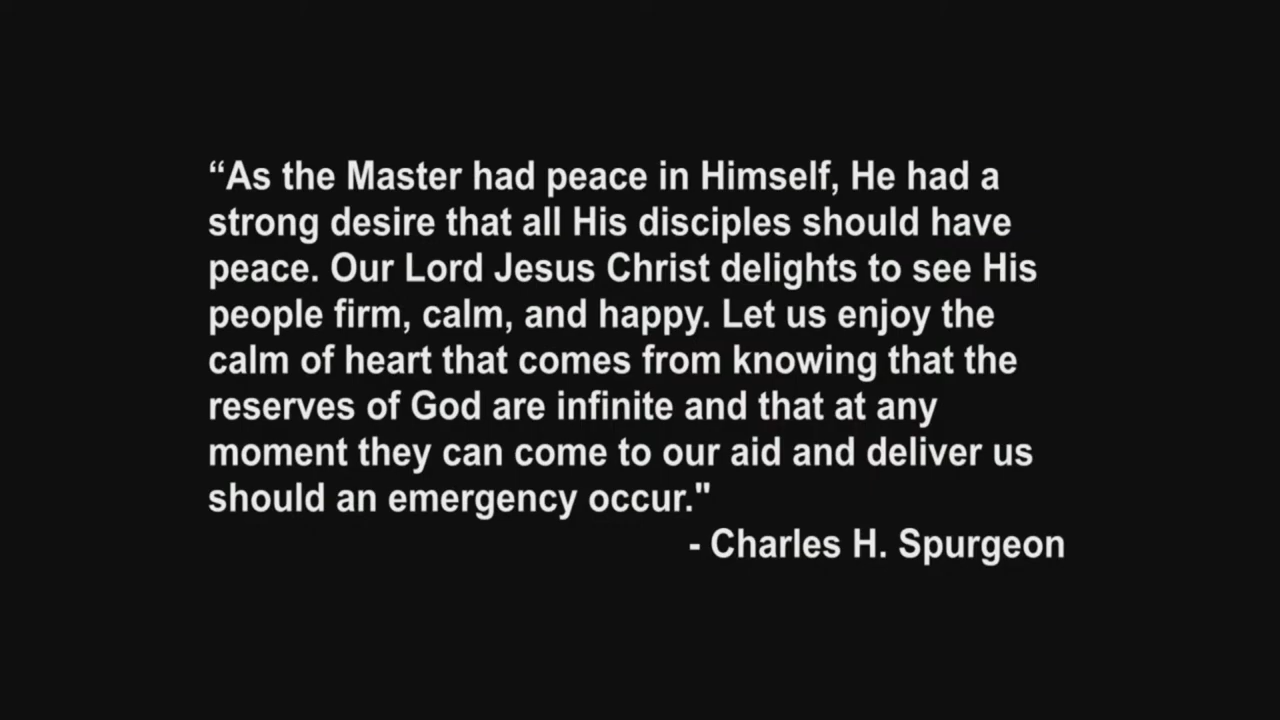 “As the Master had peace in Himself, He had a
strong desire that all His disciples should have
peace. Our Lord Jesus Christ delights to see His
people firm, calm, and happy. Let us enjoy the
calm of heart that comes from knowing that the
reserves of God are infinite and that at any
moment they can come to our aid and deliver us
should an emergency occur."
- Charles H. Spurgeon